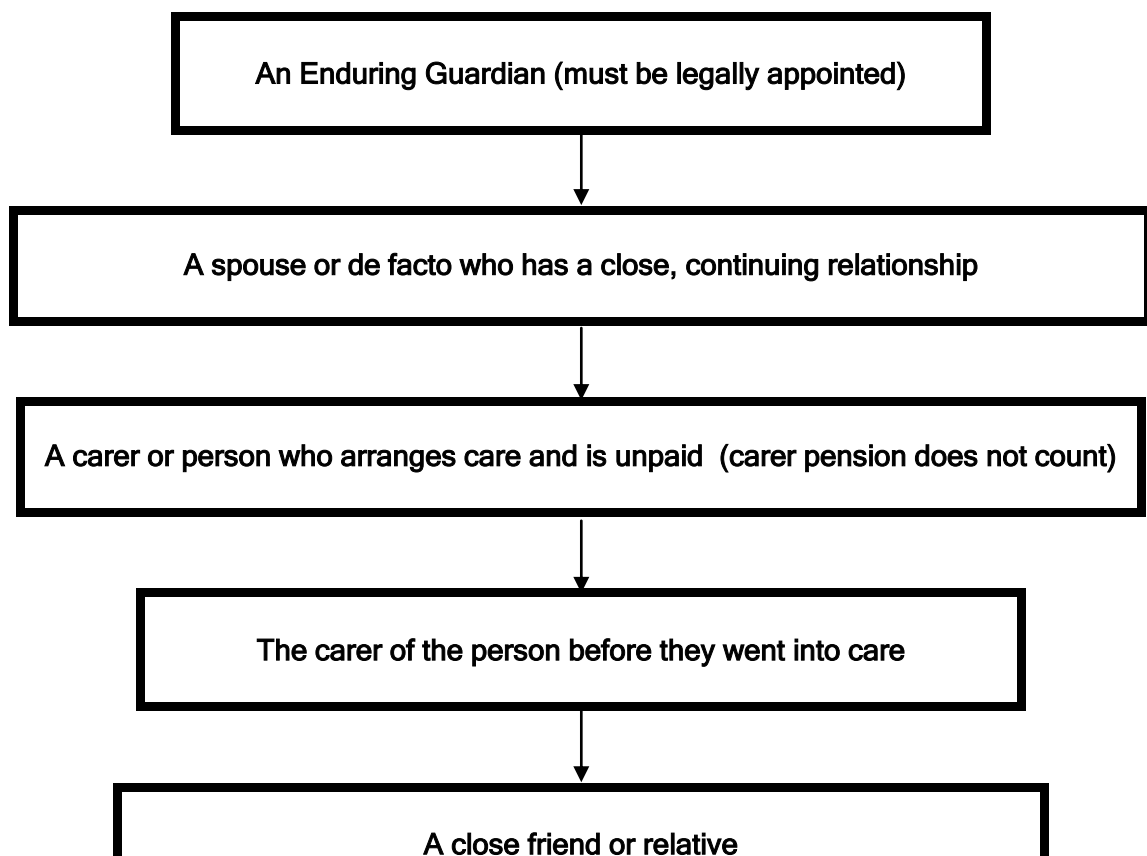 An Enduring Guardian (must be legally appointed)
A spouse or de facto who has a close, continuing relationship
A carer or person who arranges care and is unpaid  (carer pension does not count)
The carer of the person before they went into care
A close friend or relative